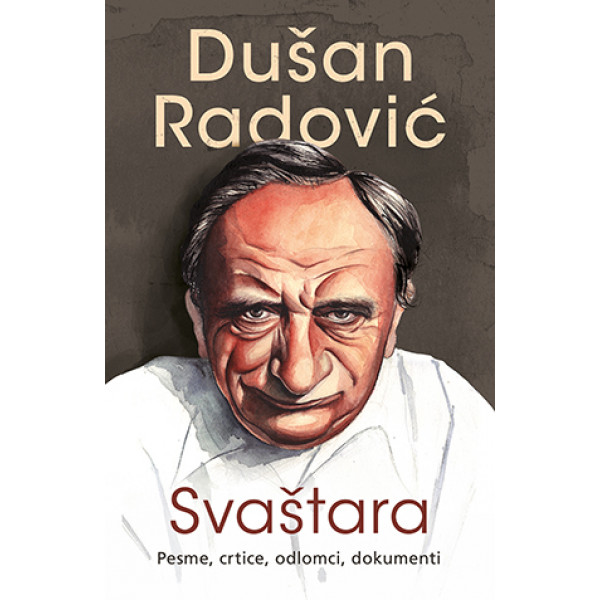 Dušan
Radović
Svaštara
Pesme, crtice, odlomci, dokumenti